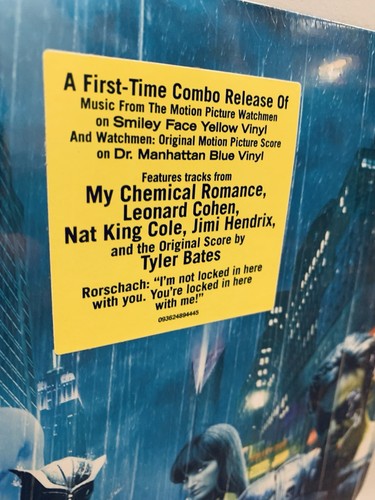 A First-Time Combo Release Of
Music From The Motion Picture Watchmen
on Smiley Face Yellow Vinyl
And Watchmen: Original Motion Picture Score
on Dr. Manhattan Blue Vinyl
Features tracks from
My Chemical Romance,
Leonard Cohen,
Nat King Cole, Jimi Hendrix,
and the Original Score by
Tyler Bates
Rorschach: "I'm not locked in here
with you. You're locked in here
with me!"
093624894445